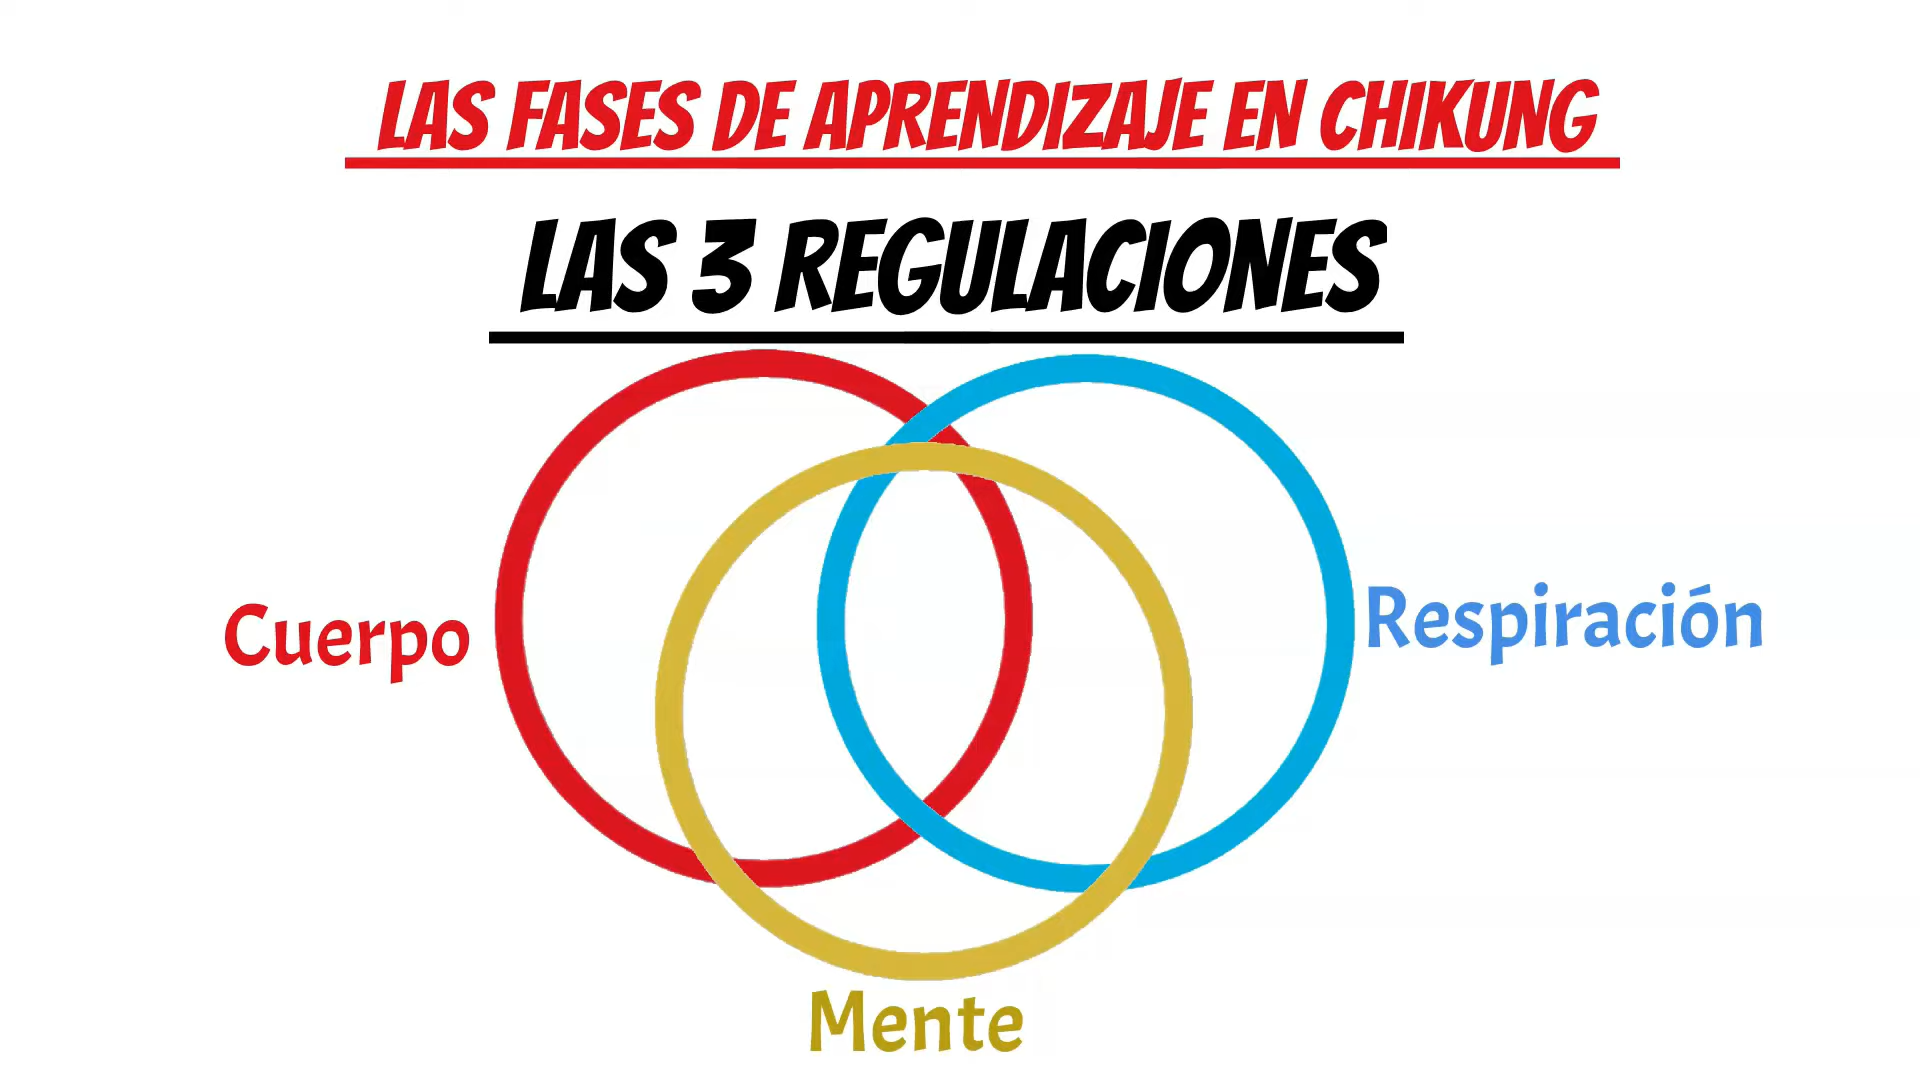 LAS FASES DE APRENDIZAJE EN CHIKUNG
LAS 3 REGULACIONES
Cuerpo
Respiración
Mente